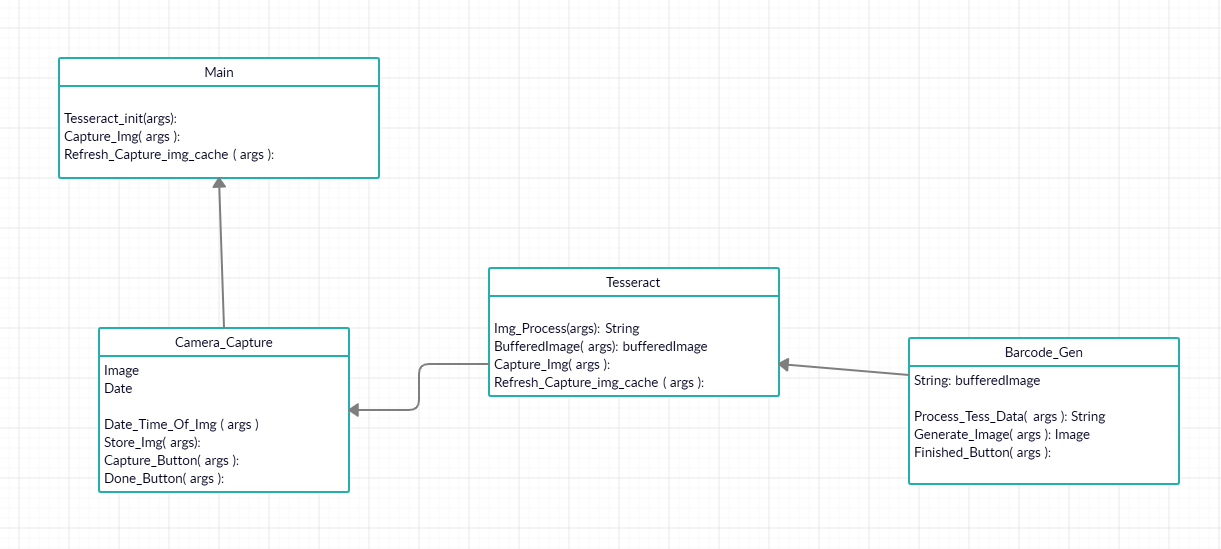 Main
Tesseract_init(args):
Capture_Img( args ):
Refresh_Capture_img_cache ( args ):
Camera_Capture
Image
Date
Date_Time_Of_Img ( args )
Store_Img( args):
Capture_Button( args ):
Done_Button( args ):
Tesseract
Img_Process(args): String
BufferedImage( args): bufferedImage
Capture_Img( args ):
Refresh_Capture_img_cache ( args ):
Barcode_Gen
String: bufferedImage
Process_Tess_Data( args ): String
Generate_Image( args ): Image
Finished_Button( args ):